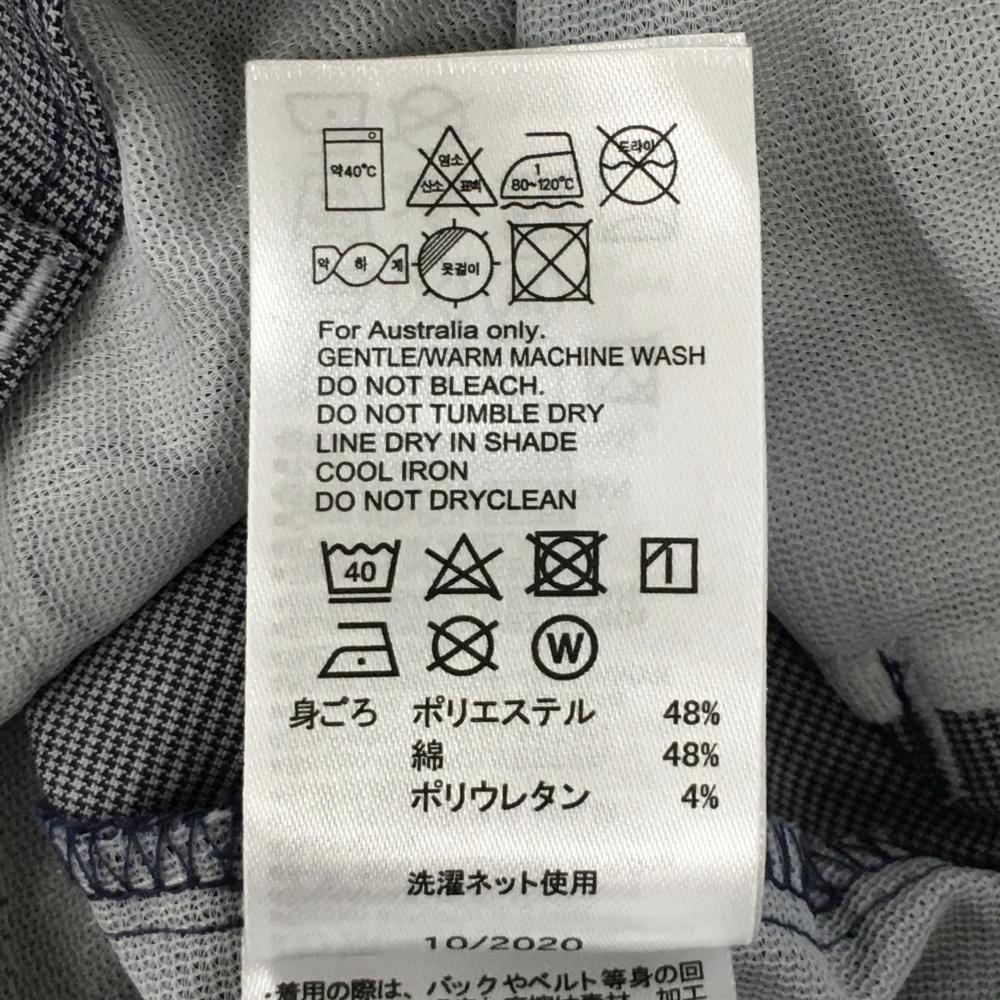 약40°C 염소 1 드라이
산소 표백 80~120°C
약 하 게 옷걸이
For Australia only.
GENTLE/WARM MACHINE WASH
DO NOT BLEACH.
DO NOT TUMBLE DRY
LINE DRY IN SHADE
COOL IRON
DO NOT DRYCLEAN
40
W
身ごろ ポリエステル 48%
綿 48%
ポリウレタン 4%
洗濯ネット使用
10/2020
・着用の際は、バックやベルト等身の回